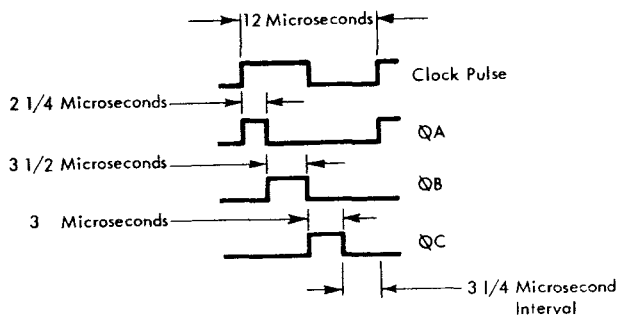 12 Microseconds
Clock Pulse
2 1/4 Microseconds
ØA
3 1/2 Microseconds
ØB
3 Microseconds
ØC
3 1/4 Microsecond
Interval